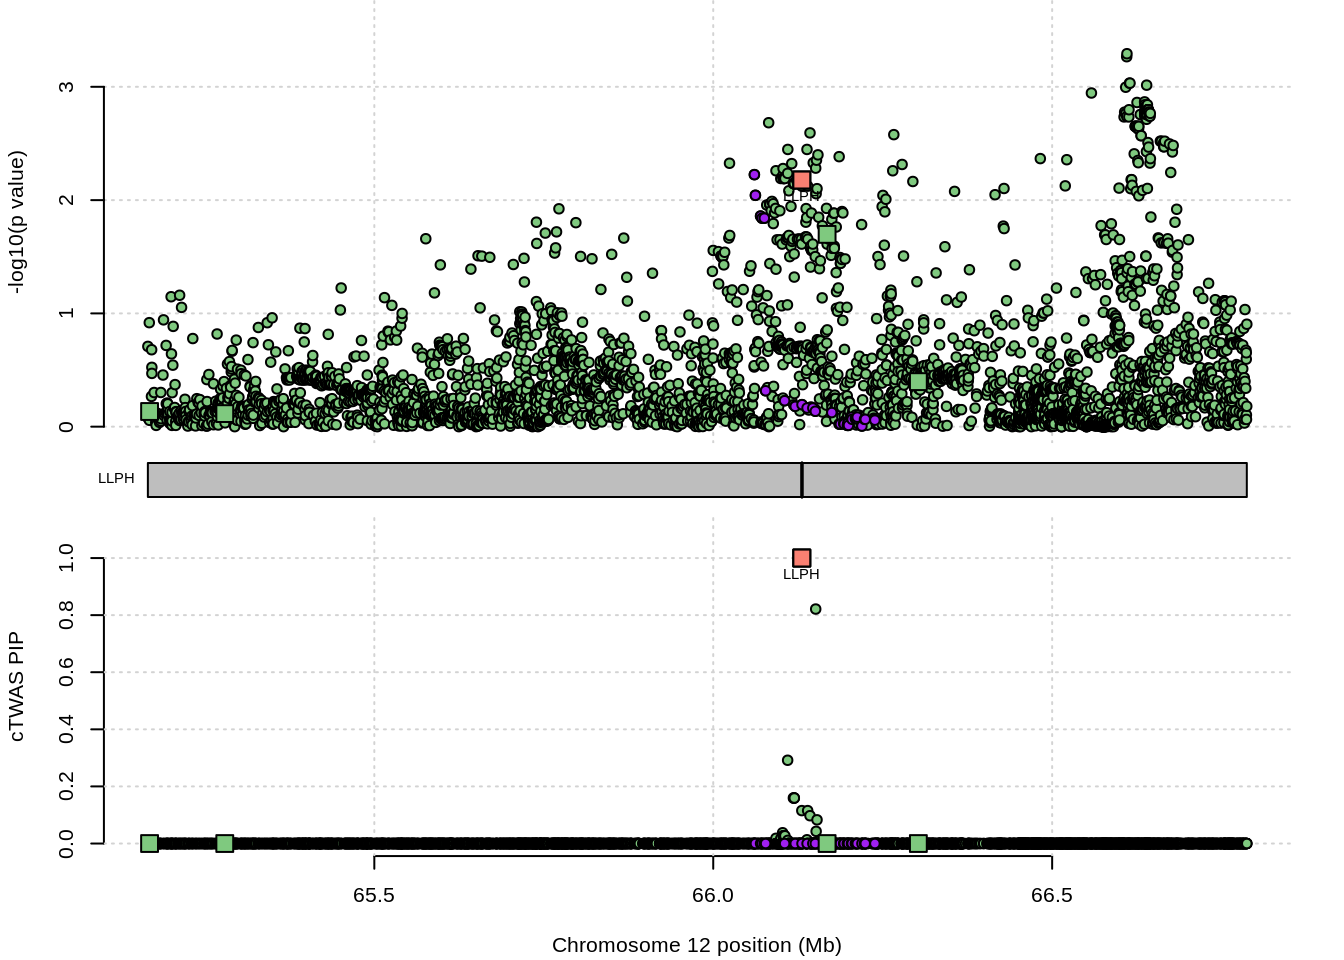 3
2
1
0
-log10(p value)
LLPH
LLPH
1.0
0.8
0.6
0.4
0.2
0.0
cTWAS PIP
LLPH
65.5 66.0 66.5
Chromosome 12 position (Mb)